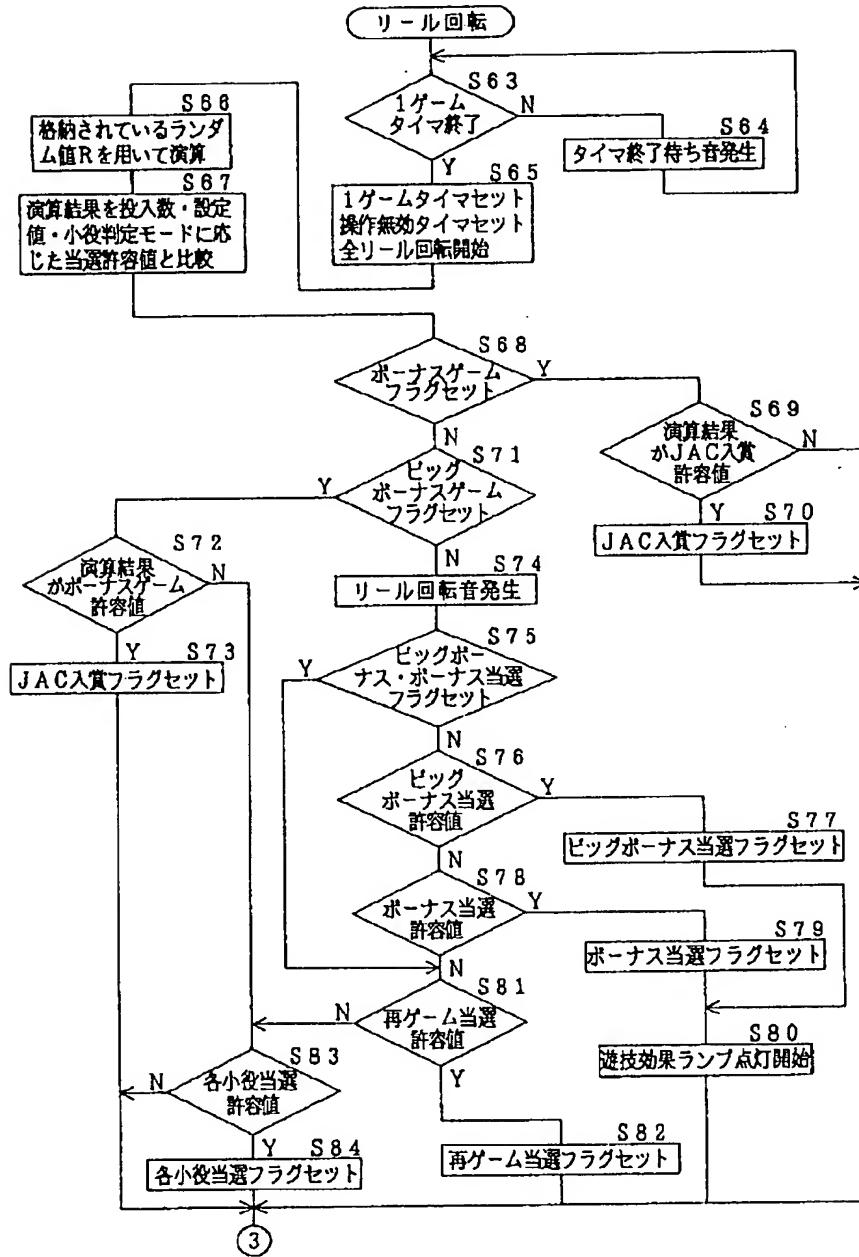 リール回転
S63
1ゲーム
タイマ終了
N
Y
S64
タイマ終了待ち音発生
S65
1ゲームタイマセット
操作無効タイマセット
全リール回転開始
S66
格納されているランダ
ム値Rを用いて演算
S67
演算結果を投入数・設定
値・小役判定モードに応
じた当選許容値と比較
S68
ボーナスゲーム
フラグセット
Y
N
S69
演算結果
がJAC入賞
許容値
N
Y
S70
JAC入賞フラグセット
S71
ビッグ
ボーナスゲーム
フラグセット
Y
N
S72
演算結果
がボーナスゲーム
許容値
N
Y
S73
JAC入賞フラグセット
S74
リール回転音発生
S75
ビッグボー
ナス・ボーナス当選
フラグセット
Y
N
S76
ビッグ
ボーナス当選
許容値
Y
N
S77
ビッグボーナス当選フラグセット
S78
ボーナス当選
許容値
Y
N
S79
ボーナス当選フラグセット
S80
遊技効果ランプ点灯開始
S81
再ゲーム当選
許容値
N
Y
S82
再ゲーム当選フラグセット
S83
各小役当選
許容値
N
Y
S84
各小役当選フラグセット
3